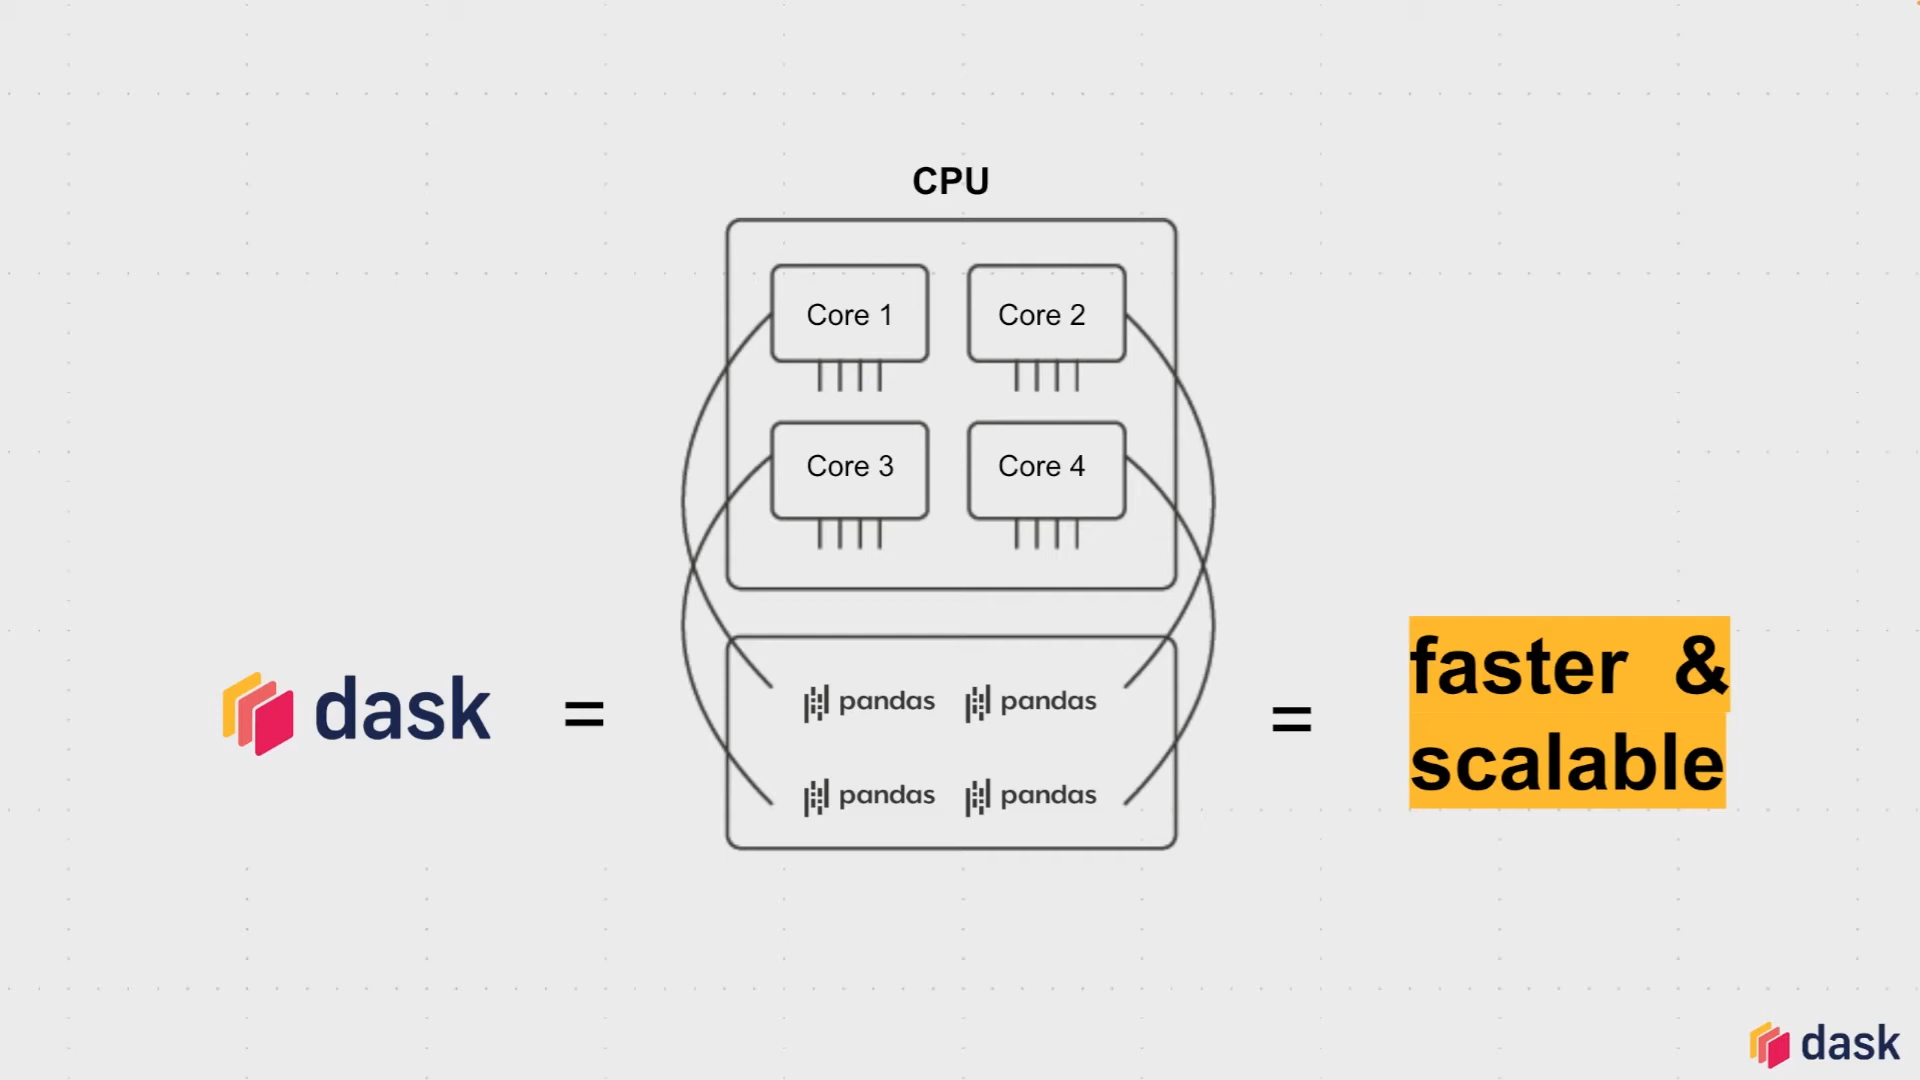 CPU
Core 1 Core 2
Core 3 Core 4
dask = pandas pandas = faster &
pandas pandas scalable
dask